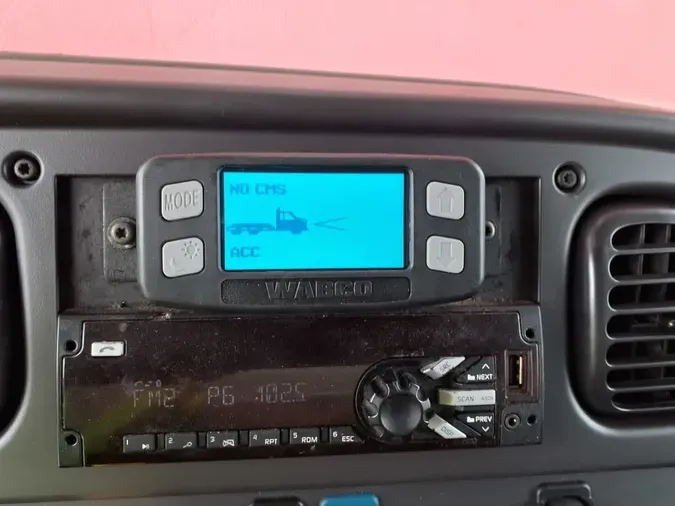 NO CMS
MODE
ACC
WABCO
FM2 P6 102.5
NEXT
SCAN
PREV
DISP
1
2
3
4 RPT
5 RDM
6 ESC